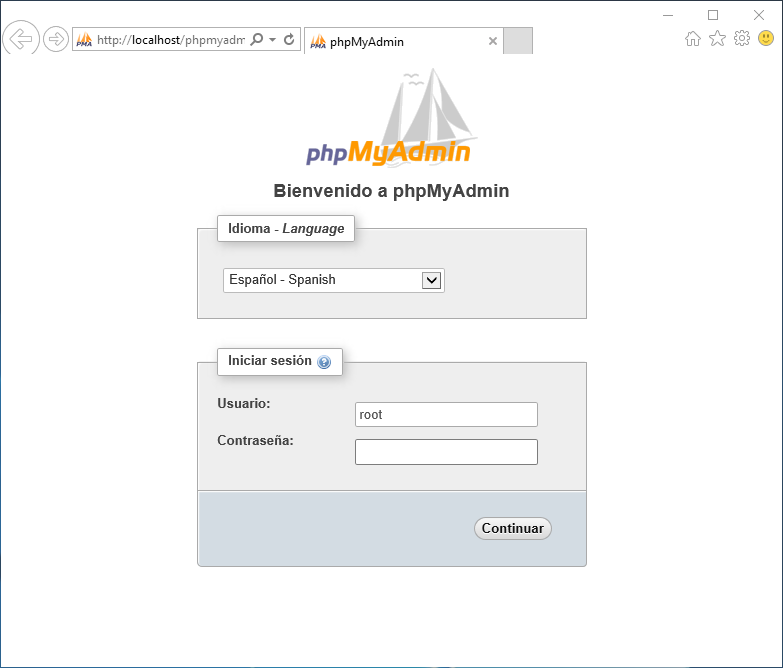 http://localhost/phpmyadm
phpMyAdmin
phpMyAdmin
Bienvenido a phpMyAdmin
Idioma - Language
Español - Spanish
Iniciar sesión
Usuario:
root
Contraseña:
Continuar